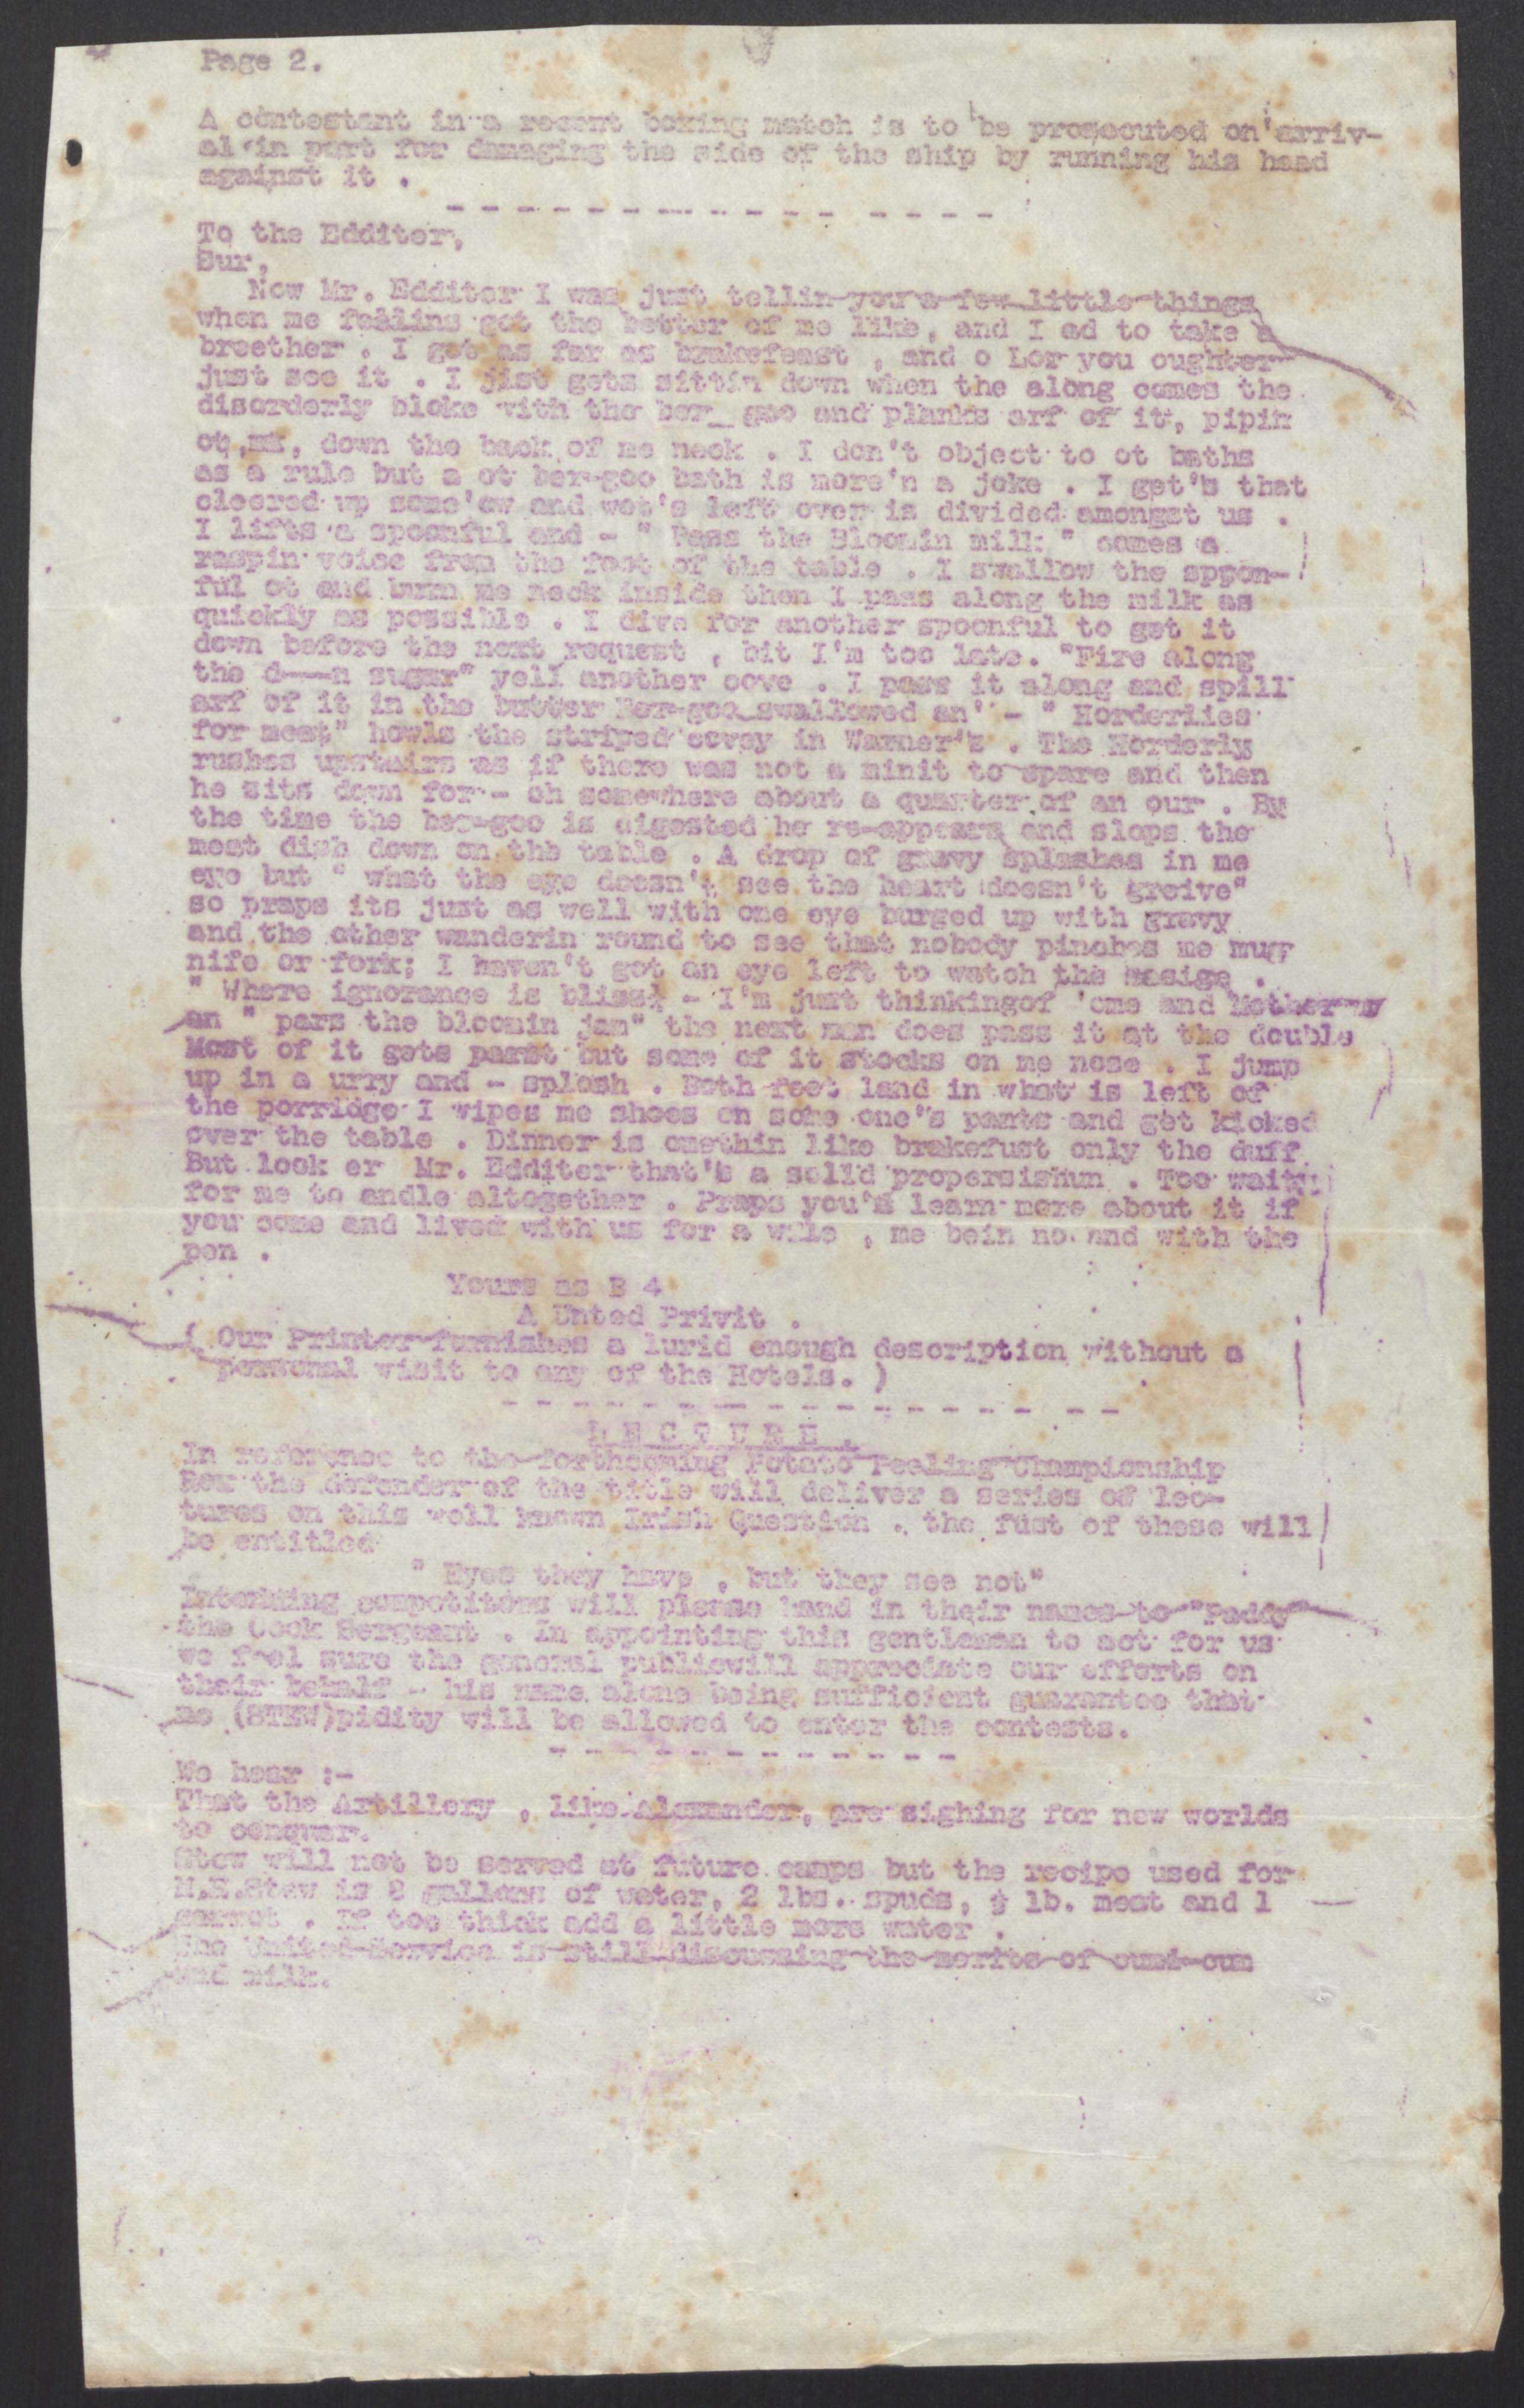 Page 2.
A contestant in a recent boxing match is to be prosecuted on arriv-
al in port for damaging the side of the ship by running his head
against it .
- - - - - - - - - - - - - - - - - -
To the Edditer,
Sur,
Now Mr. Edditer I was just tellin you a few little things
when me feelins got the better of me like, and I ad to take a
breether . I got as far as brakefeast , and o Lor you oughter
just see it . I jist gets sittin down when the along comes the
disorderly bloke with the ber_ goo and planks arf of it, pipin
ot, down the back of me neck . I don't object to ot baths
as a rule but a ot ber-goo bath is more'n a joke . I get's that
cleered up some'ow and wot's left over is divided amongst us .
I lifts a spoonful and - " Pass the Bloomin milk " comes a
raspin voice from the foot of the table . I swallow the sppon-
ful ot and burn me neck inside then I pass along the milk as
quickly as possible . I dive for another spoonful to get it
down before the next request , bit I'm too late. "Fire along
the d---n sugar" yell another cove . I pass it along and spill
arf of it in the butter Ber-goo swallowed an' - " Horderlies
for meat" howls the striped covey in Warner's . The Horderly
rushes upstairs as if there was not a minit to spare and then
he sits down for - oh somewhere about a quarter of an our . By
the time the ber-goo is digested he re-appears and slops the
meat dish down on the table . A drop of gravy splashes in me
eye but " what the eye doesn't see the heart doesn't greive"
so praps its just as well with one eye burged up with gravy
and the other wanderin round to see that nobody pinches me mug
nife or fork; I haven't got an eye left to watch the
" Where ignorance is bliss - I'm just thinkingof 'ome and Mother
an " pars the bloomin jam" the next man does pass it at the double
Most of it gets parst but some of it stocks on me nose . I jump
up in a urry and - splash . Both feet land in what is left of
the porridge I wipes me shoes on some one's pants and get kicked
over the table . Dinner is omethin like brakefust only the duff.
But look er Mr. Edditer that's a solid propersishun . Too waity
for me to andle altogether . Praps you'll learn more about it if
you come and lived with us for a wile , me bein no and with the
pen .
Yours as B 4
A Unted Privit .
( Our Printer furnishes a lurid enough description without a
personal visit to any of the Hotels. )
- - - - - - - - - - - - - - - - - -
L E C T U R E .
In reference to the forthcoming Potato Peeling Championship
the defender of the title will deliver a series of lec-
tures on this well known Irish Question . the fust of these will
be entitled
" Eyes they have , but they see not"
Intending competitors will please hand in their names to "Paddy"
the Cook Sergeant . In appointing this gentleman to act for us
we feel sure the general publicwill appreciate our efforts on
their behalf - his name alone being sufficient guarantee that
no (STEW)pidity will be allowed to enter the contests.
- - - - - - - - - - - - -
We hear :-
That the Artillery , like Alexander, are sighing for new worlds
to conquer.
Stew will not be served at future camps but the recipe used for
Stew is 8 gallons of water, 2 lbs. spuds, lb. meat and 1
carrot . If too thick add a little more water .
The United Service is still discussing the merits of
and milk.